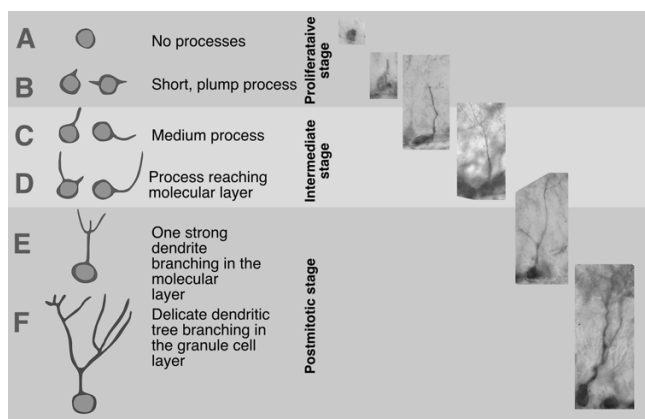 A
No processes
B
Short, plump process
C
Medium process
D
Process reaching
molecular layer
E
One strong
dendrite
branching in the
molecular
layer
F
Delicate dendritic
tree branching in
the granule cell
layer
Proliferataive
stage
Intermediate
stage
Postmitotic stage